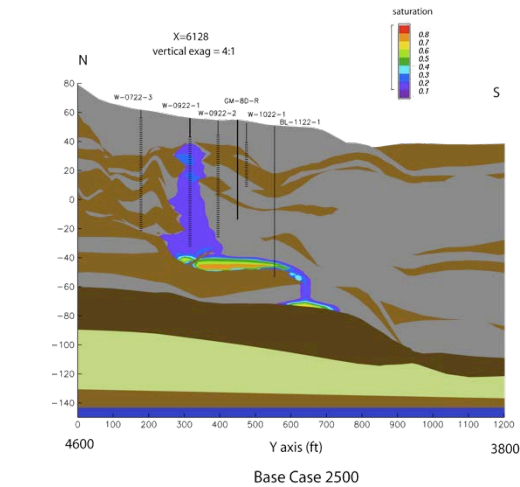 saturation
X=6128
vertical exag = 4:1
0.8
0.7
0.6
0.5
0.4
0.3
0.2
0.1
N
S
80
60
40
20
0
-20
-40
-60
-80
-100
-120
-140
W-0722-3
W-0922-1
GM-8D-R
W-0922-2
W-1022-1
BL-1122-1
0 100 200 300 400 500 600 700 800 900 1000 1100 1200
4600
Y axis (ft)
3800
Base Case 2500